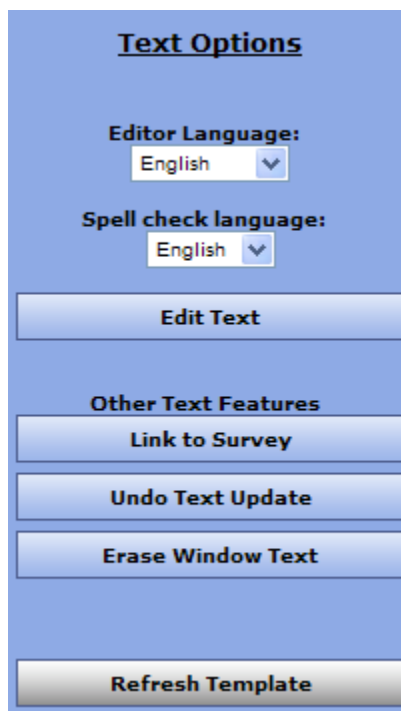 Text Options
Editor Language:
English
Spell check language:
English
Edit Text
Other Text Features
Link to Survey
Undo Text Update
Erase Window Text
Refresh Template